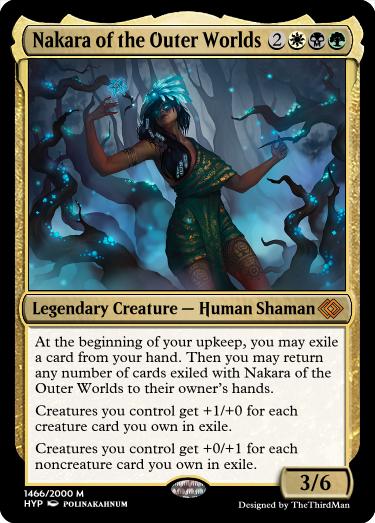 Nakara of the Outer Worlds 2
Legendary Creature — Human Shaman
At the beginning of your upkeep, you may exile
a card from your hand. Then you may return
any number of cards exiled with Nakara of the
Outer Worlds to their owner's hands.
Creatures you control get +1/+0 for each
creature card you own in exile.
Creatures you control get +0/+1 for each
noncreature card you own in exile.
3/6
1466/2000 M
HYP POLINAKAHNUM
Designed by TheThirdMan